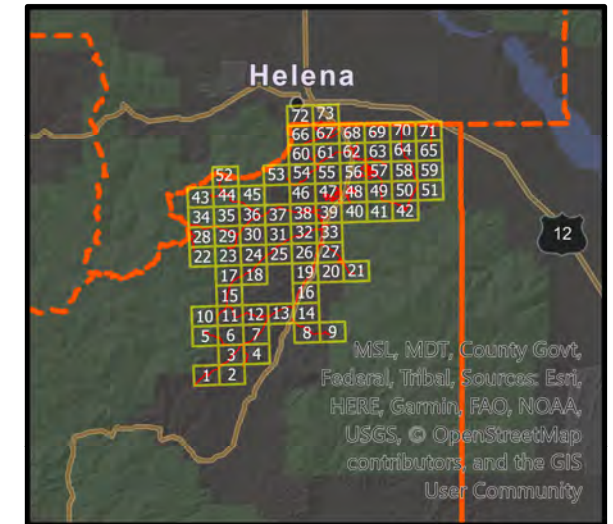 Helena
72 73
66 67 68 69 70 71
60 61 62 63 64 65
52 53 54 55 56 57 58 59
43 44 45 46 47 48 49 50 51
34 35 36 37 38 39 40 41 42
28 29 30 31 32 33
12
22 23 24 25 26 27
17 18 19 20 21
15 16
10 11 12 13 14
5 6 7 8 9
3 4
1 2
MSL, MDT, County Govt,
Federal, Tribal, Sources: Esri,
HERE, Garmin, FAO, NOAA,
USGS, © OpenStreetMap
contributors, and the GIS
User Community